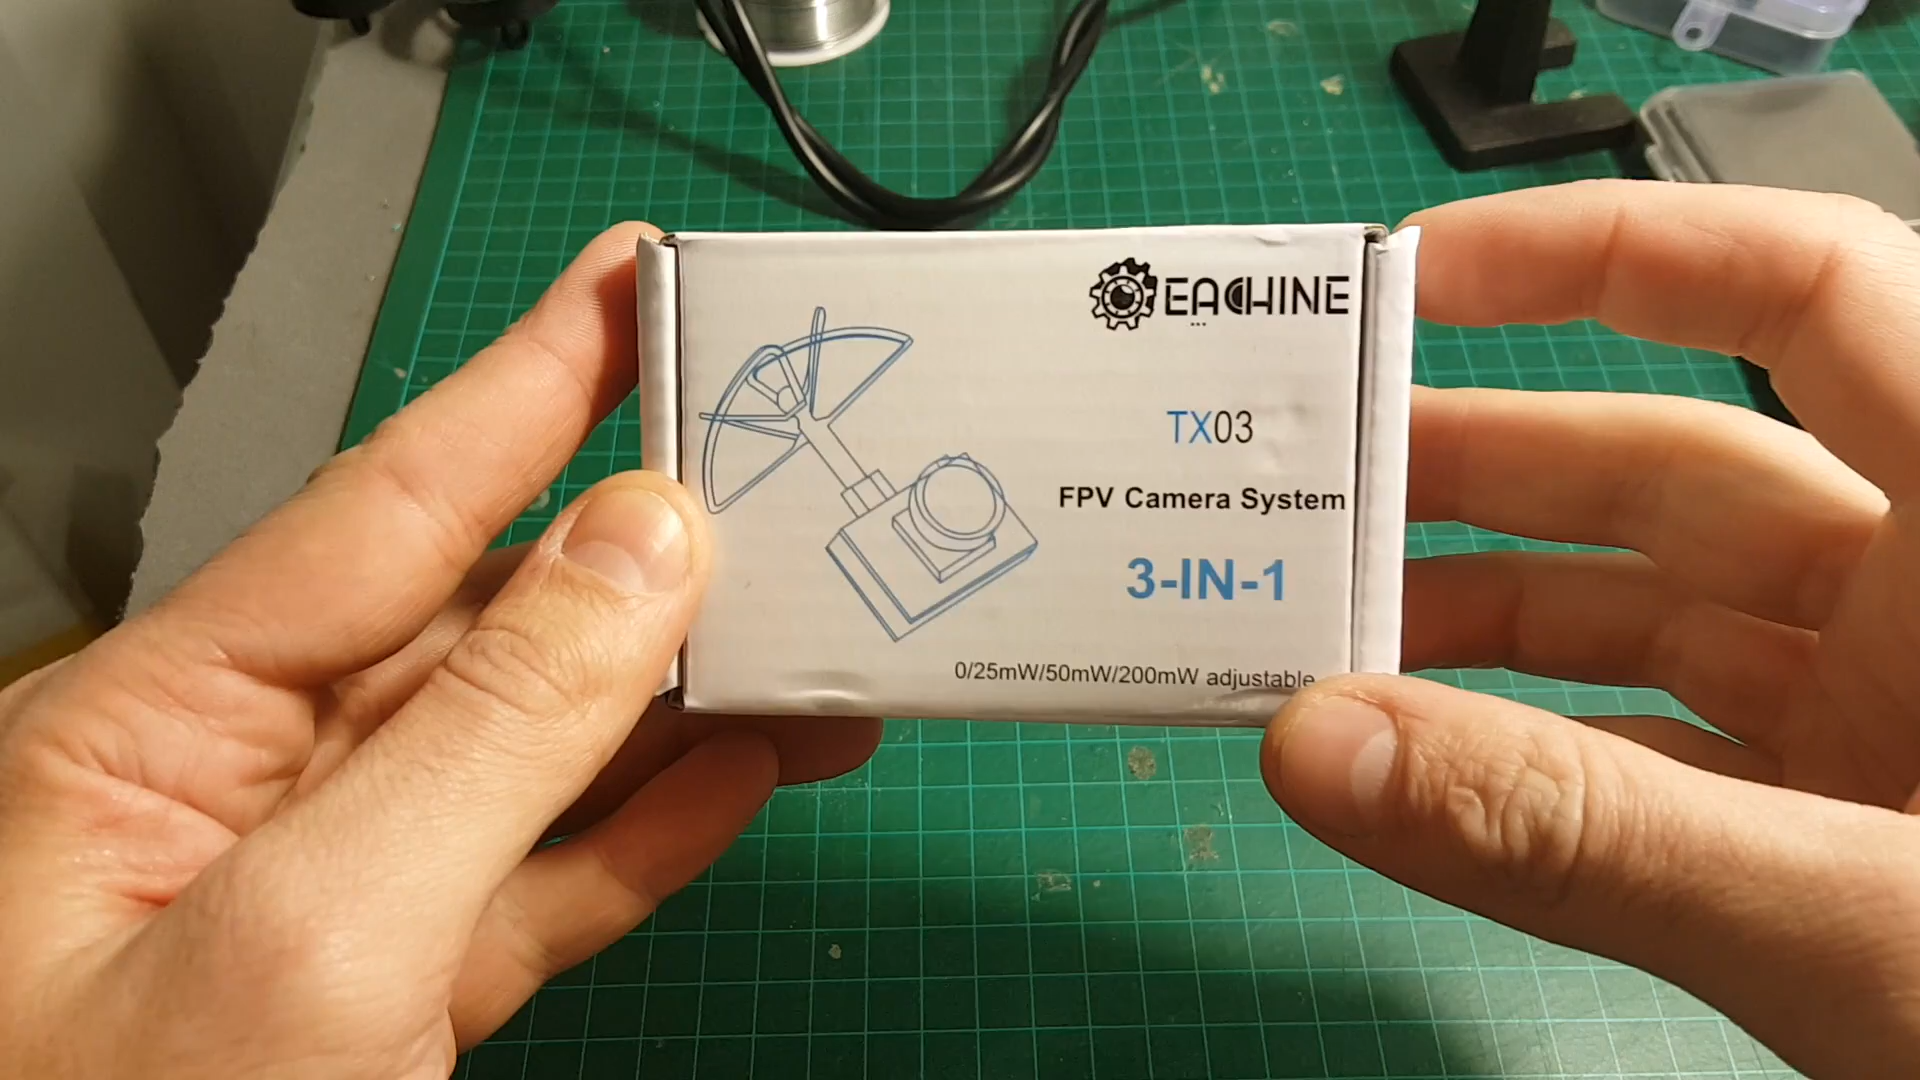 EACHINE
TX03
FPV Camera System
3-IN-1
0/25mW/50mW/200mW adjustable